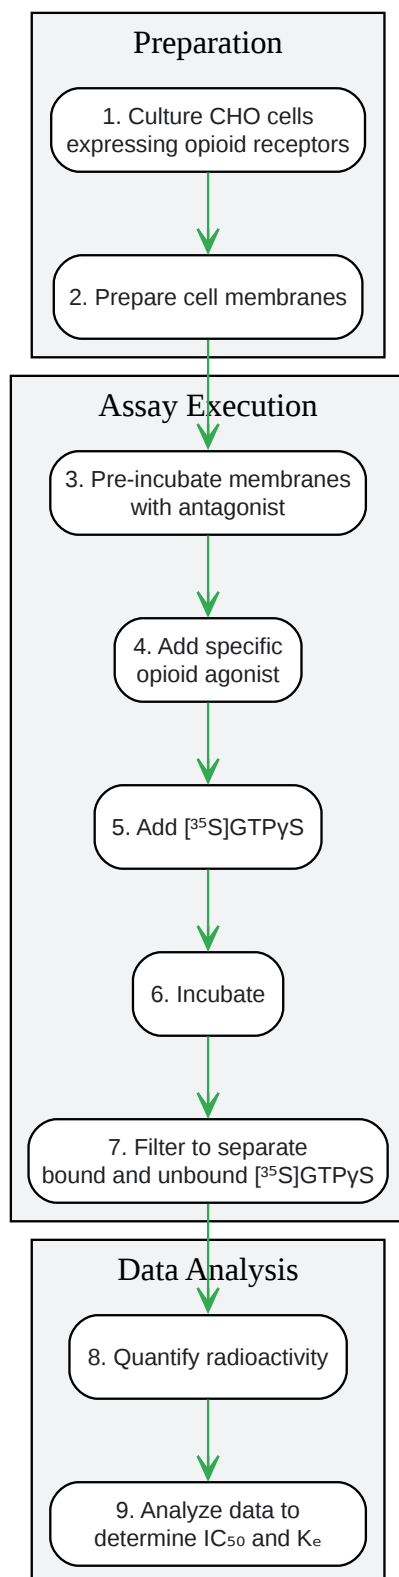 Preparation
1. Culture CHO cells
expressing opioid receptors
2. Prepare cell membranes
Assay Execution
3. Pre-incubate membranes
with antagonist
4. Add specific
opioid agonist
5. Add [³⁵S]GTPγS
6. Incubate
7. Filter to separate
bound and unbound [³⁵S]GTPγS
Data Analysis
8. Quantify radioactivity
9. Analyze data to
determine IC₅₀ and Kₑ